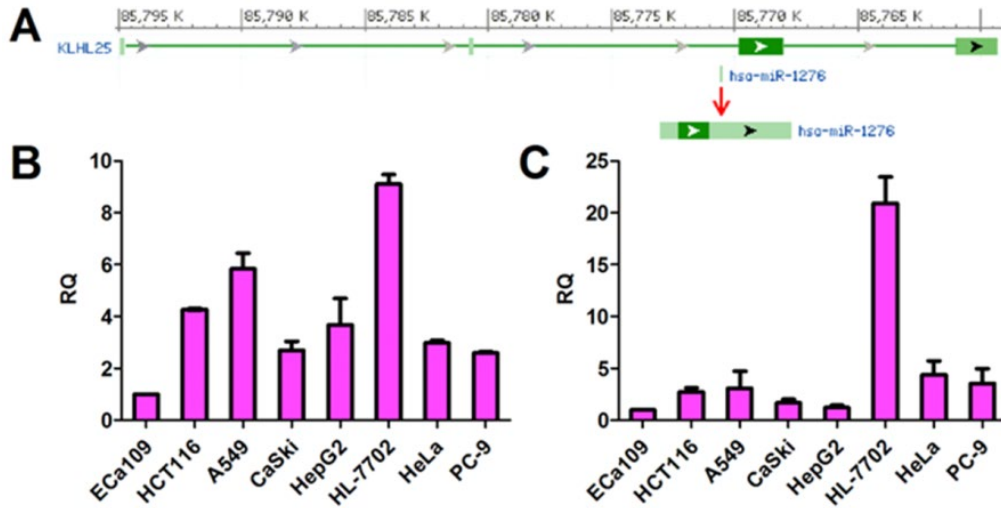 A
85,795 K 85,790 K 85,785 K 85,780 K 85,775 K 85,770 K 85,765 K
KLHL25
hsa-miR-1276
hsa-miR-1276
B
10
8
6
4
2
0
RQ
ECa109 HCT116 A549 CaSki HepG2 HL-7702 HeLa PC-9
C
25
20
15
10
5
0
RQ
ECa109 HCT116 A549 CaSki HepG2 HL-7702 HeLa PC-9